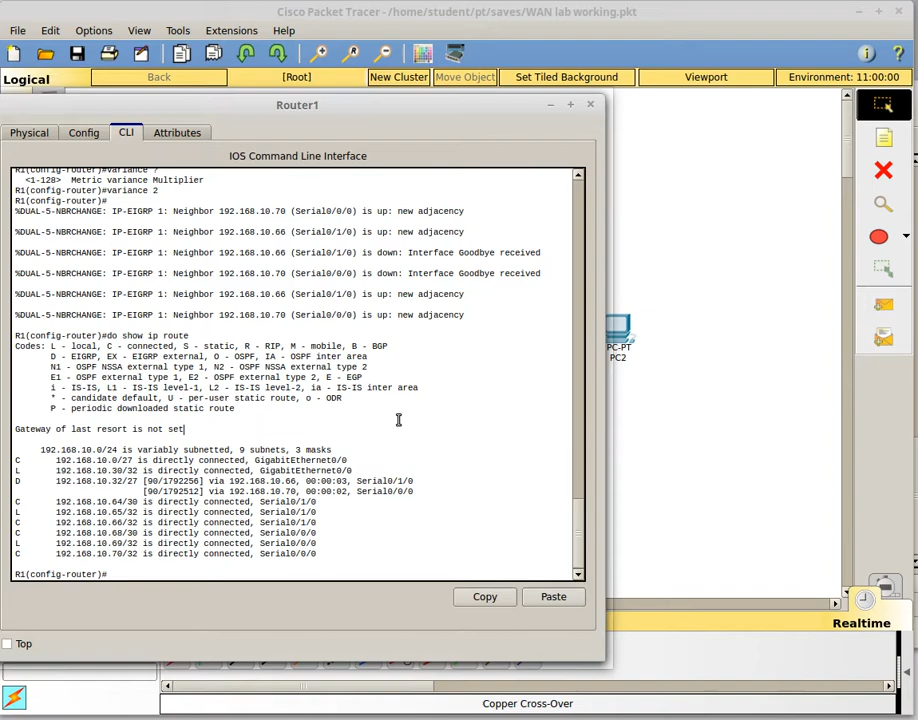 Cisco Packet Tracer - /home/student/pt/saves/WAN lab working.pkt
File Edit Options View Tools Extensions Help
Logical Back [Root] New Cluster Move Object Set Tiled Background Viewport Environment: 11:00:00
Router1
Physical Config CLI Attributes
IOS Command Line Interface
R1(config-router)#variance ?
<1-128> Metric variance Multiplier
R1(config-router)#variance 2
R1(config-router)#
%DUAL-5-NBRCHANGE: IP-EIGRP 1: Neighbor 192.168.10.70 (Serial0/0/0) is up: new adjacency
%DUAL-5-NBRCHANGE: IP-EIGRP 1: Neighbor 192.168.10.66 (Serial0/1/0) is up: new adjacency
%DUAL-5-NBRCHANGE: IP-EIGRP 1: Neighbor 192.168.10.66 (Serial0/1/0) is down: Interface Goodbye received
%DUAL-5-NBRCHANGE: IP-EIGRP 1: Neighbor 192.168.10.70 (Serial0/0/0) is down: Interface Goodbye received
%DUAL-5-NBRCHANGE: IP-EIGRP 1: Neighbor 192.168.10.66 (Serial0/1/0) is up: new adjacency
%DUAL-5-NBRCHANGE: IP-EIGRP 1: Neighbor 192.168.10.70 (Serial0/0/0) is up: new adjacency
R1(config-router)#do show ip route
Codes: L - local, C - connected, S - static, R - RIP, M - mobile, B - BGP
D - EIGRP, EX - EIGRP external, O - OSPF, IA - OSPF inter area
N1 - OSPF NSSA external type 1, N2 - OSPF NSSA external type 2
E1 - OSPF external type 1, E2 - OSPF external type 2, E - EGP
i - IS-IS, L1 - IS-IS level-1, L2 - IS-IS level-2, ia - IS-IS inter area
* - candidate default, U - per-user static route, o - ODR
P - periodic downloaded static route
Gateway of last resort is not set
192.168.10.0/24 is variably subnetted, 9 subnets, 3 masks
C 192.168.10.0/27 is directly connected, GigabitEthernet0/0
L 192.168.10.30/32 is directly connected, GigabitEthernet0/0
D 192.168.10.32/27 [90/1792256] via 192.168.10.66, 00:00:03, Serial0/1/0
[90/1792512] via 192.168.10.70, 00:00:02, Serial0/0/0
C 192.168.10.64/30 is directly connected, Serial0/1/0
L 192.168.10.65/32 is directly connected, Serial0/1/0
C 192.168.10.66/32 is directly connected, Serial0/1/0
C 192.168.10.68/30 is directly connected, Serial0/0/0
L 192.168.10.69/32 is directly connected, Serial0/0/0
C 192.168.10.70/32 is directly connected, Serial0/0/0
R1(config-router)#
Copy Paste
Top
PC-PT
PC2
Realtime
Copper Cross-Over